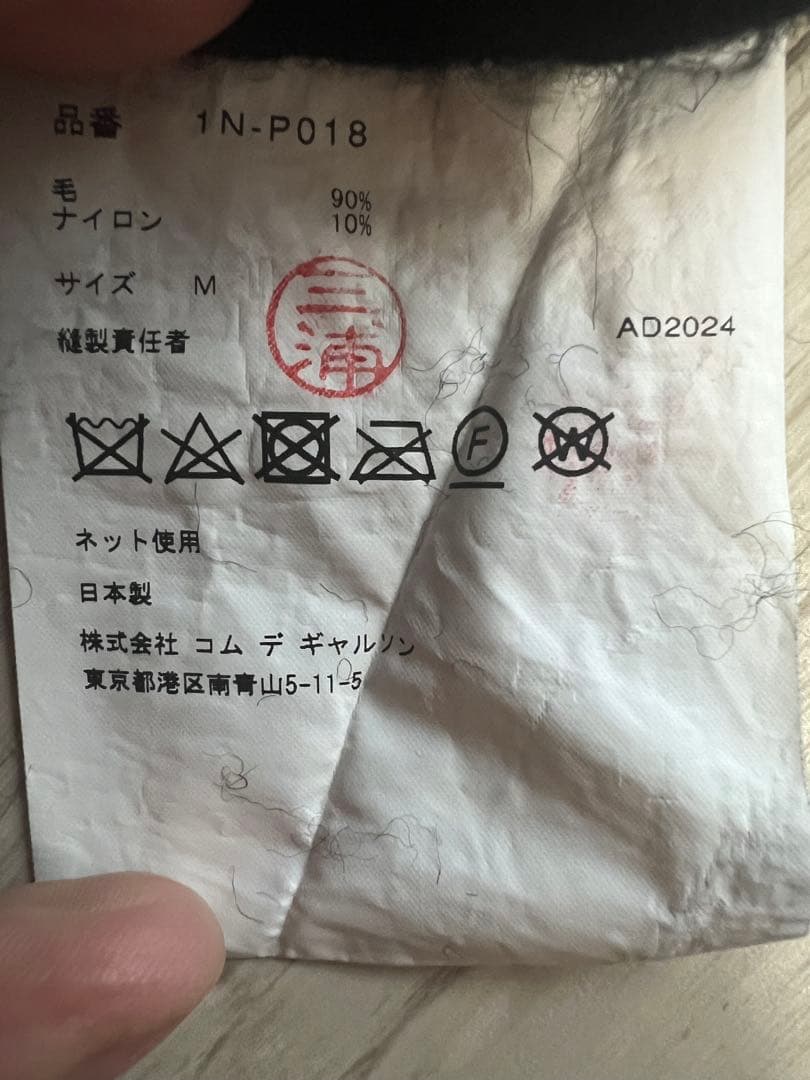 品番 1N-P018
毛 90%
ナイロン 10%
サイズ M
三浦
縫製責任者
AD2024
F
W
ネット使用
日本製
株式会社 コム デ ギャルソン
東京都港区南青山5-11-5